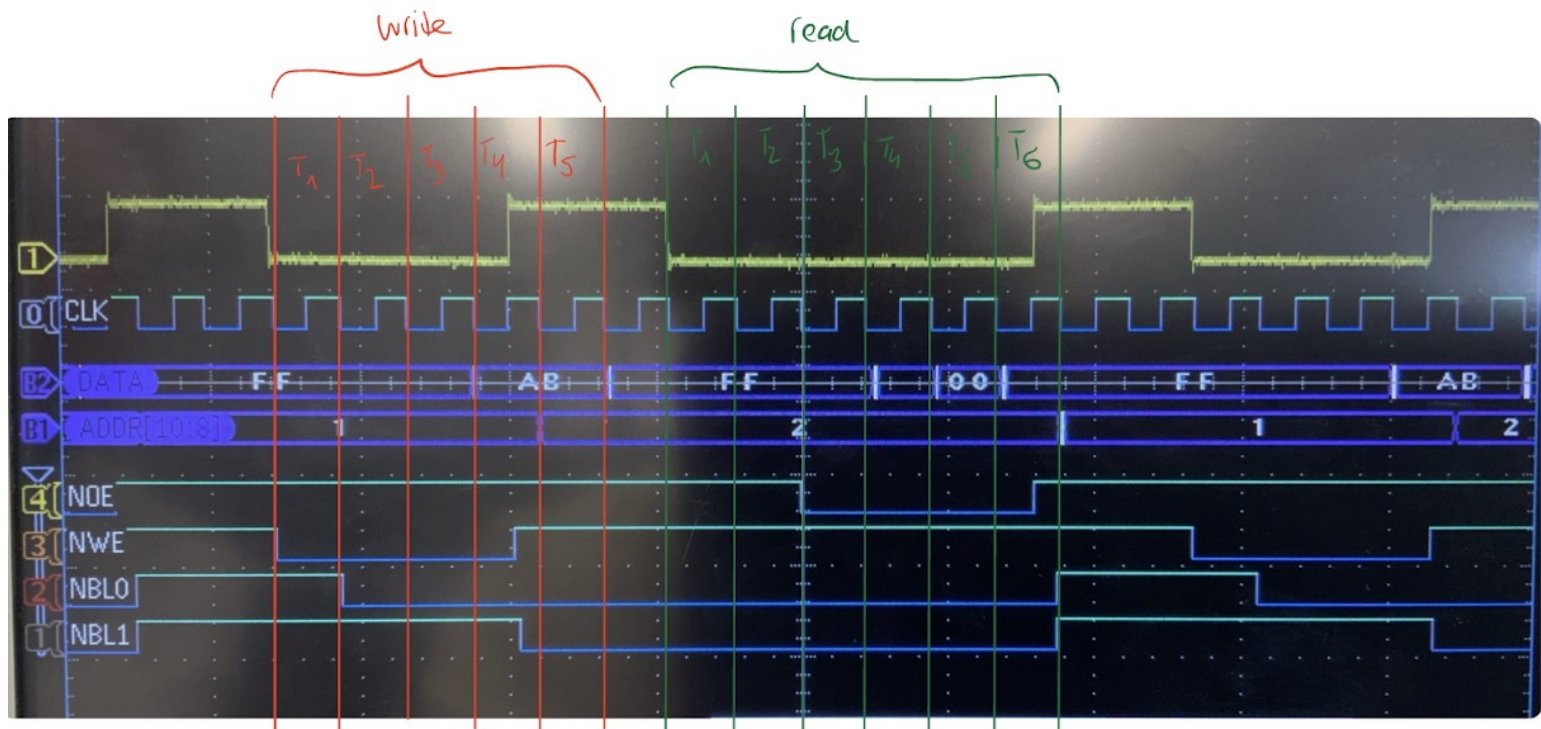 write read
T1 T2 T3 T4 T5 T1 T2 T3 T4 T5 T6
1
0 CLK
B2 DATA FF AB FF 00 FF AB
B1 ADDR[10:8] 1 2 1 2
4 NOE
3 NWE
2 NBL0
1 NBL1